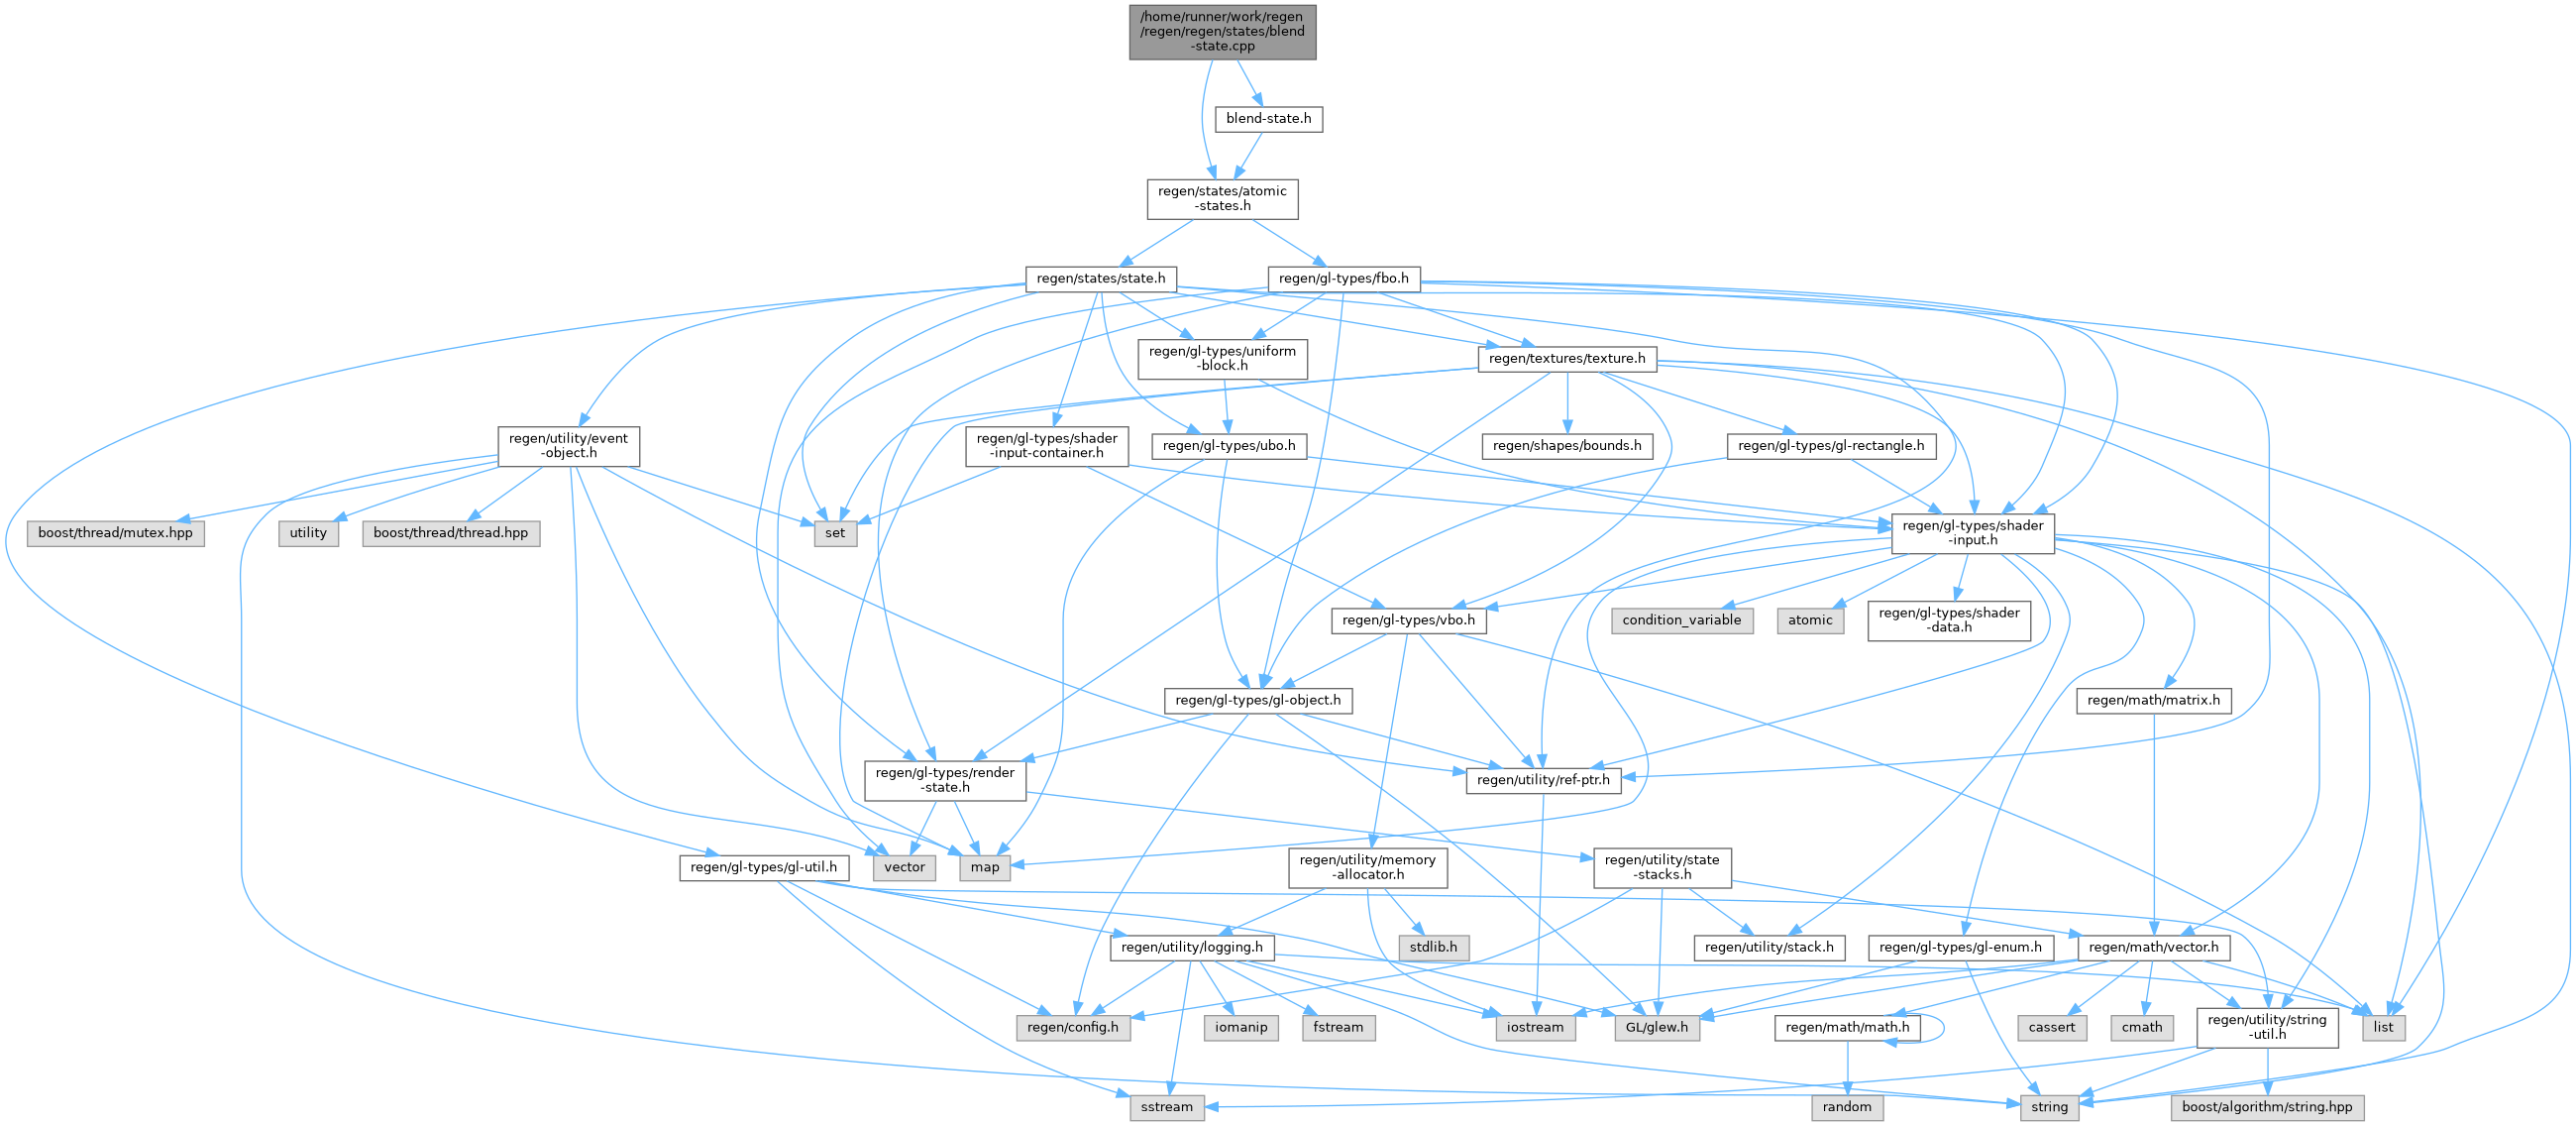 /home/runner/work/regen
/regen/regen/states/blend
-state.cpp
blend-state.h
regen/states/atomic
-states.h
regen/states/state.h
regen/gl-types/fbo.h
regen/gl-types/uniform
-block.h
regen/textures/texture.h
regen/utility/event
-object.h
regen/gl-types/shader
-input-container.h
regen/gl-types/ubo.h
regen/shapes/bounds.h
regen/gl-types/gl-rectangle.h
boost/thread/mutex.hpp
utility
boost/thread/thread.hpp
set
regen/gl-types/shader
-input.h
regen/gl-types/vbo.h
condition_variable
atomic
regen/gl-types/shader
-data.h
regen/gl-types/gl-object.h
regen/math/matrix.h
regen/gl-types/render
-state.h
regen/utility/ref-ptr.h
regen/gl-types/gl-util.h
vector
map
regen/utility/memory
-allocator.h
regen/utility/state
-stacks.h
regen/utility/logging.h
stdlib.h
regen/utility/stack.h
regen/gl-types/gl-enum.h
regen/math/vector.h
regen/config.h
iomanip
fstream
iostream
GL/glew.h
regen/math/math.h
cassert
cmath
regen/utility/string
-util.h
list
sstream
random
string
boost/algorithm/string.hpp